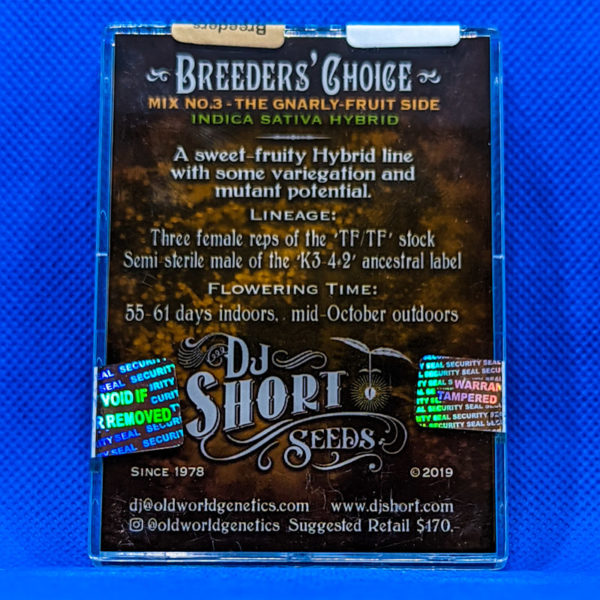 BREEDERS' CHOICE
MIX NO.3 - THE GNARLY-FRUIT SIDE
INDICA SATIVA HYBRID
A sweet-fruity Hybrid line
with some variegation and
mutant potential.
LINEAGE:
Three female reps of the 'TF/TF' stock
Semi-sterile male of the 'K3-4-2' ancestral label
FLOWERING TIME:
55-61 days indoors, . mid-October outdoors
DJ
SHORT
SEEDS
AL SECURITY
VOID IF
R REMOVED
SECURITY SEAL
WARRAN
TAMPERED
SINCE 1978
©2019
dj@oldworldgenetics.com www.djshort.com
@oldworldgenetics Suggested Retail $170.-